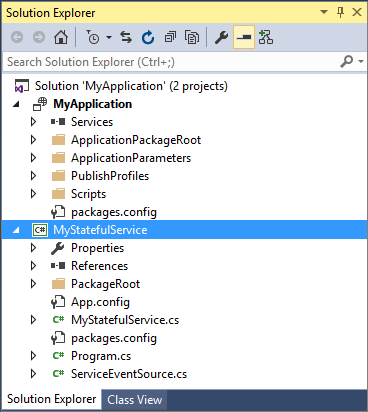 Solution Explorer
Search Solution Explorer (Ctrl+;)
Solution 'MyApplication' (2 projects)
MyApplication
Services
ApplicationPackageRoot
ApplicationParameters
PublishProfiles
Scripts
packages.config
C# MyStatefulService
Properties
References
PackageRoot
App.config
C# MyStatefulService.cs
packages.config
C# Program.cs
C# ServiceEventSource.cs
Solution Explorer Class View